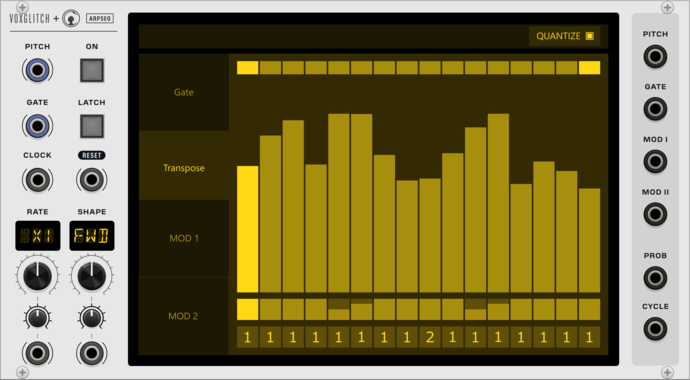 VOXGLITCH + ARPSEQ
PITCH ON
GATE LATCH
CLOCK RESET
RATE SHAPE
X1 FWD
QUANTIZE
Gate
Transpose
MOD 1
MOD 2
1 1 1 1 1 1 1 1 2 1 1 1 1 1 1 1
PITCH
GATE
MOD I
MOD II
PROB
CYCLE